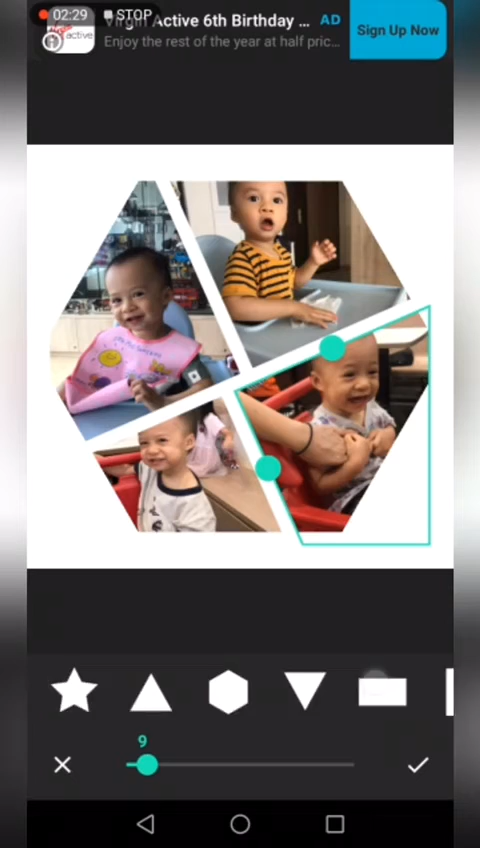 02:29 STOP
Virgin Active 6th Birthday ... AD
active
Enjoy the rest of the year at half pric...
Sign Up Now
9